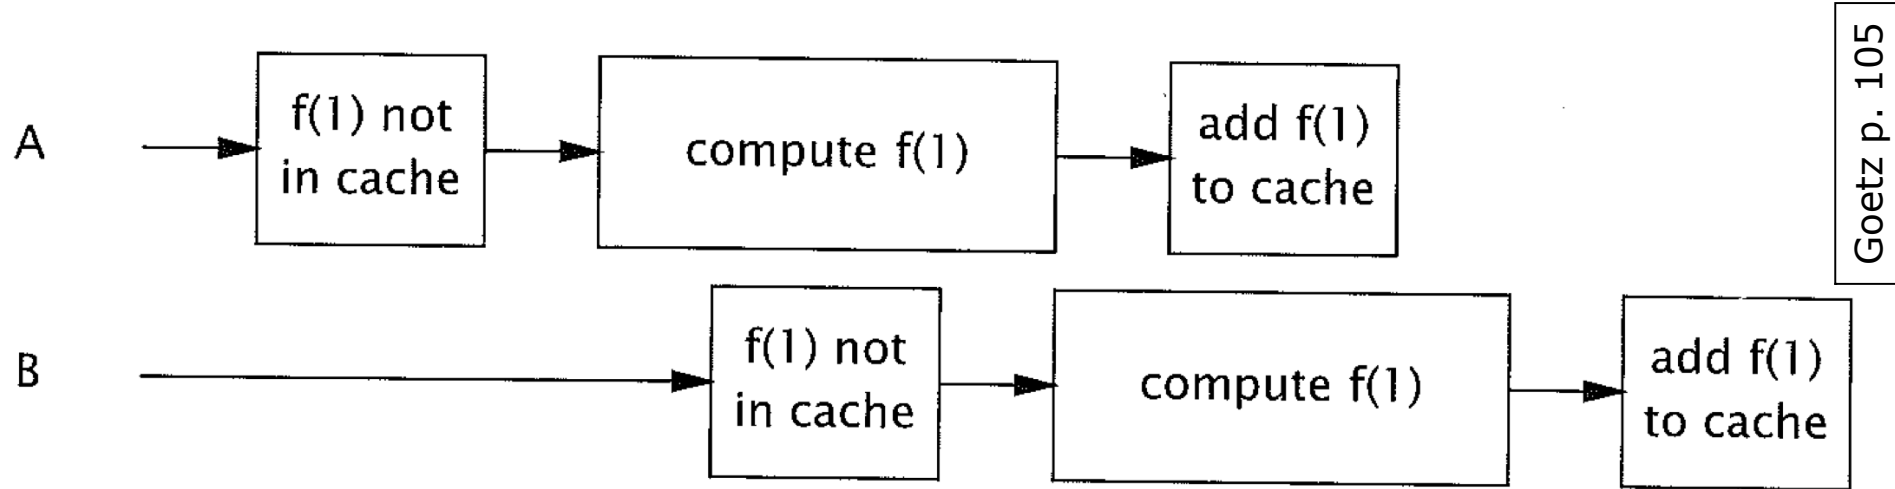 A
f(1) not
in cache
compute f(1)
add f(1)
to cache
B
f(1) not
in cache
compute f(1)
add f(1)
to cache
Goetz p. 105